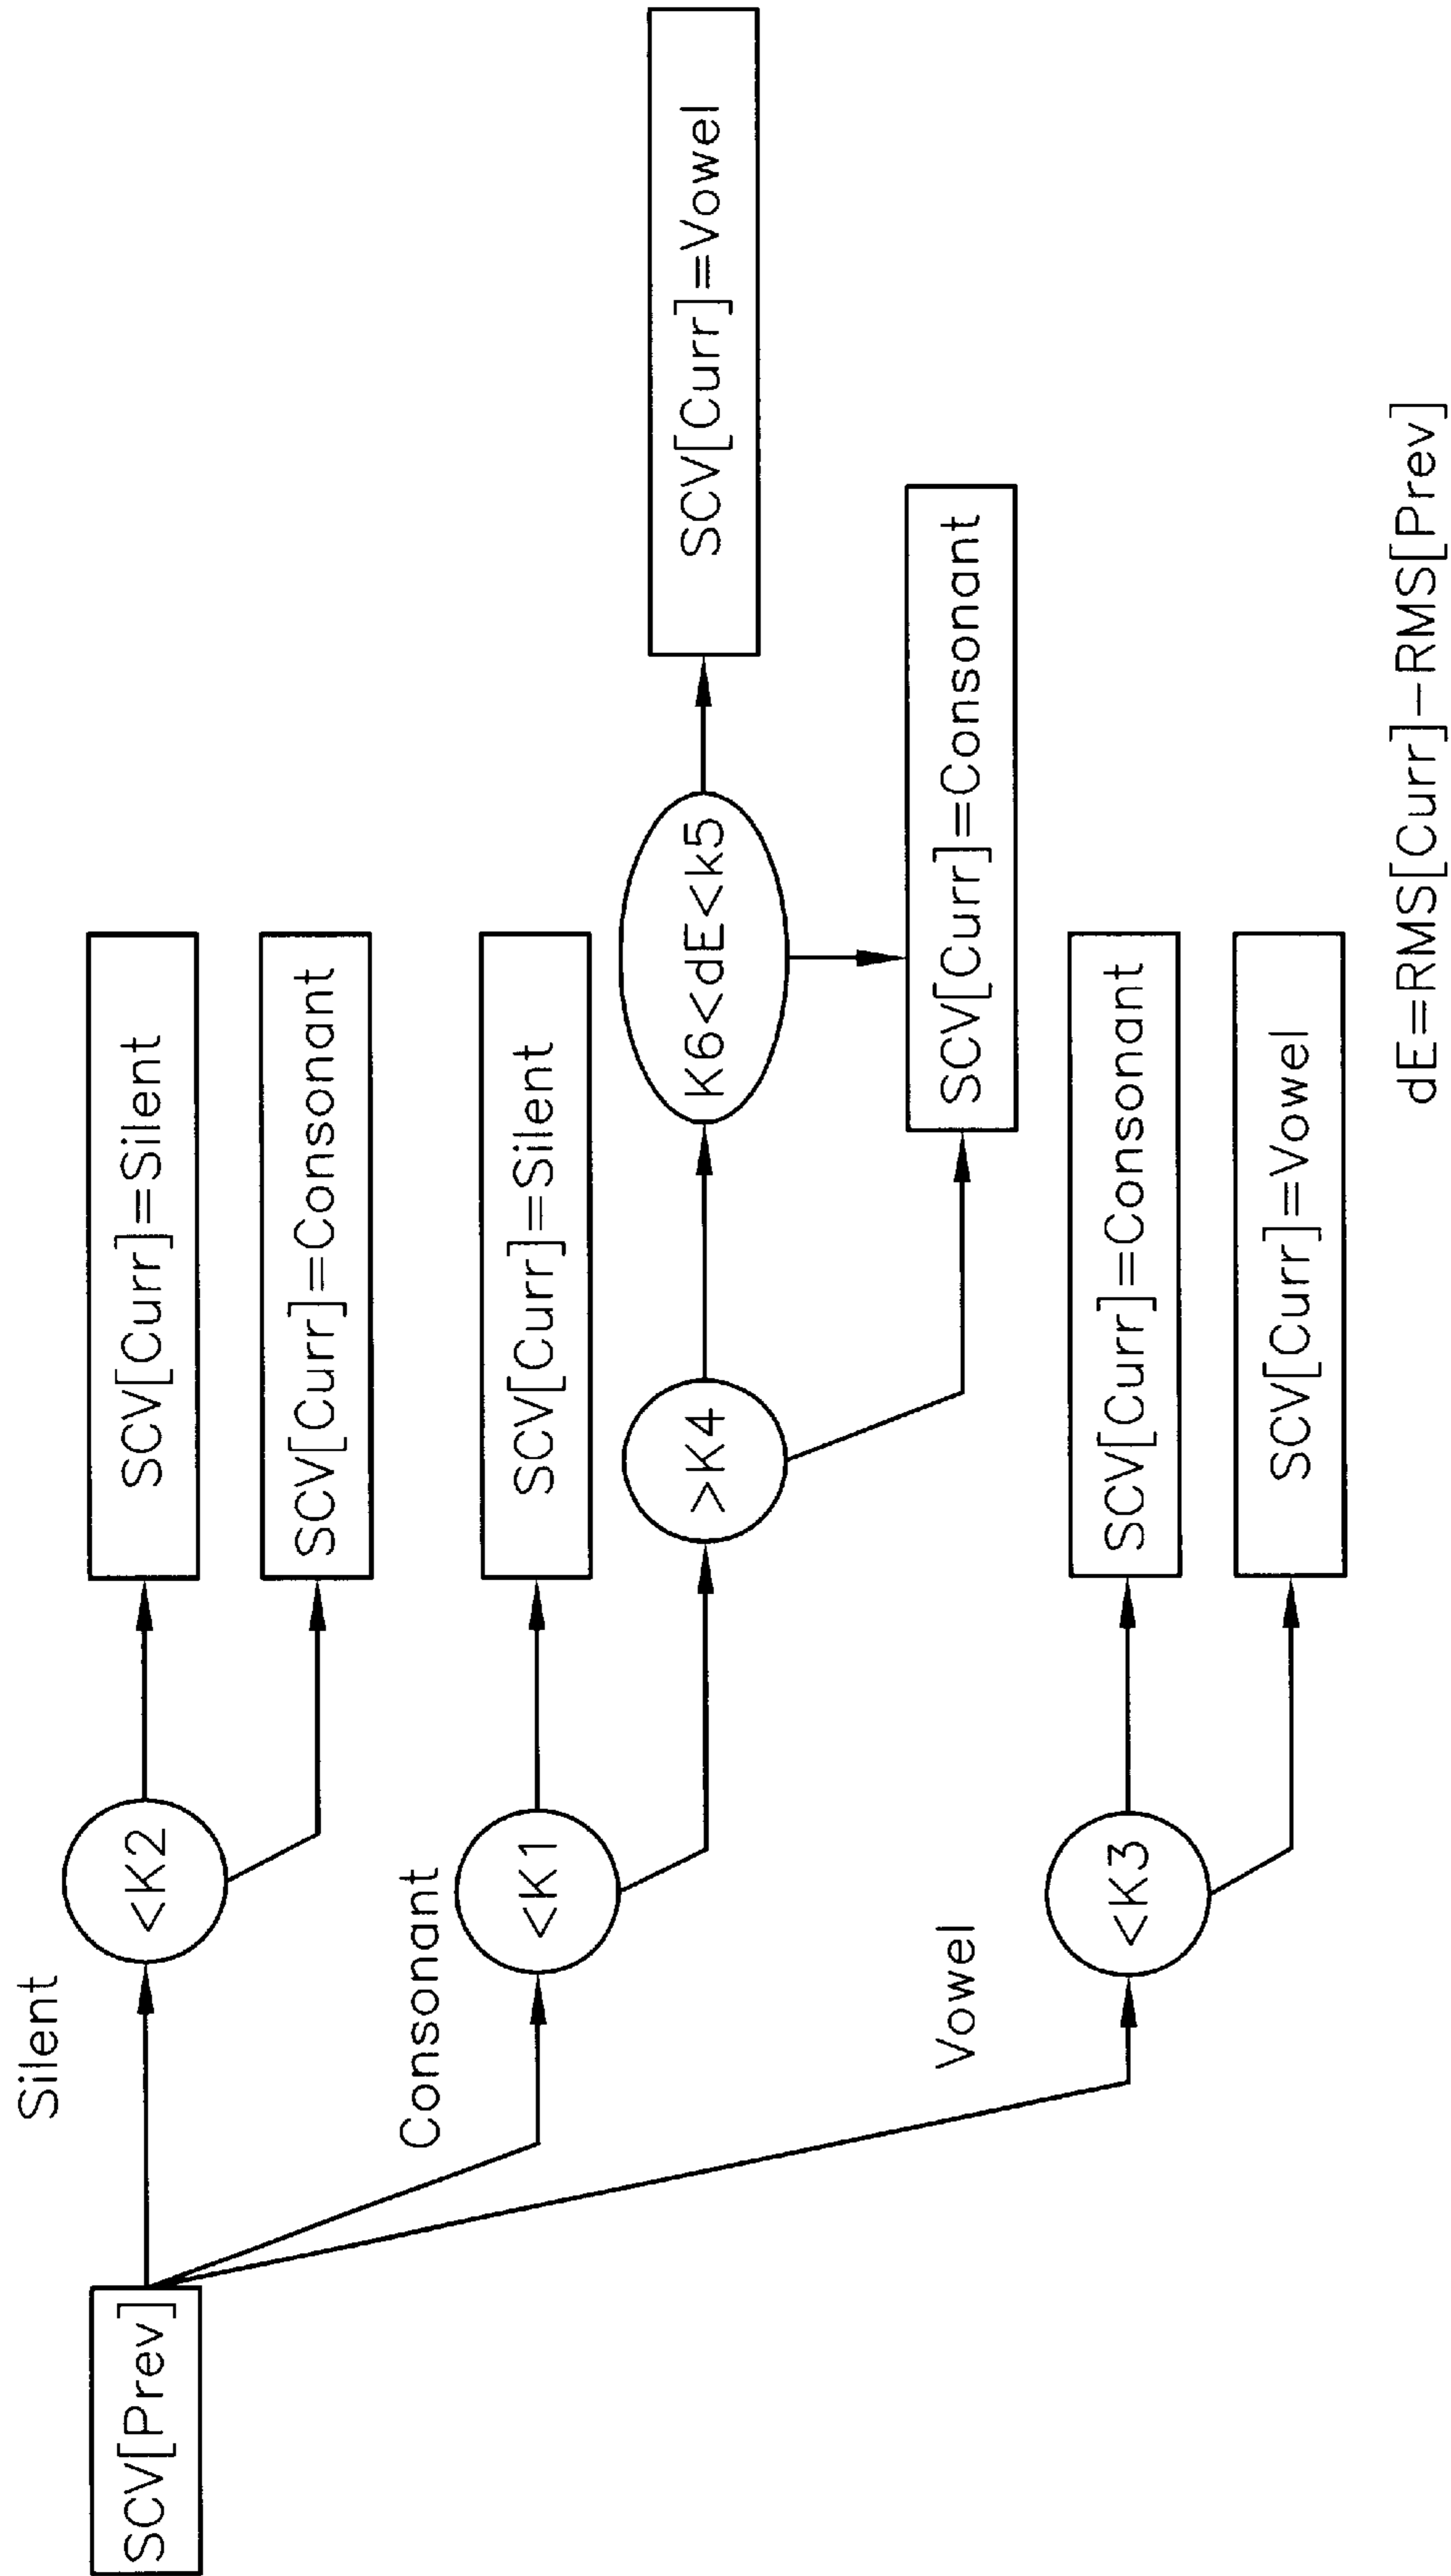 Silent
SCV[Prev]
<K2
SCV[Curr]=Silent
SCV[Curr]=Consonant
Consonant
<K1
SCV[Curr]=Silent
>K4
K6<dE<k5
SCV[Curr]=Vowel
SCV[Curr]=Consonant
Vowel
<K3
SCV[Curr]=Consonant
SCV[Curr]=Vowel
dE=RMS[Curr]-RMS[Prev]